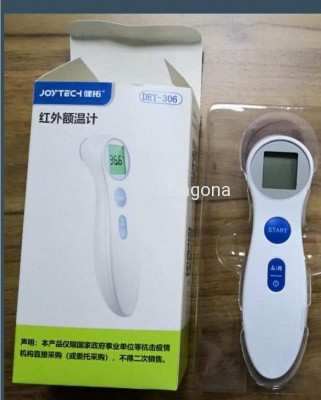 JOYTECH 健拓
DET-306
红外额温计
36.6
START
声明：本产品仅限国家政府事业单位等抗击疫情
机构直接采购（或委托采购），不得二次销售。